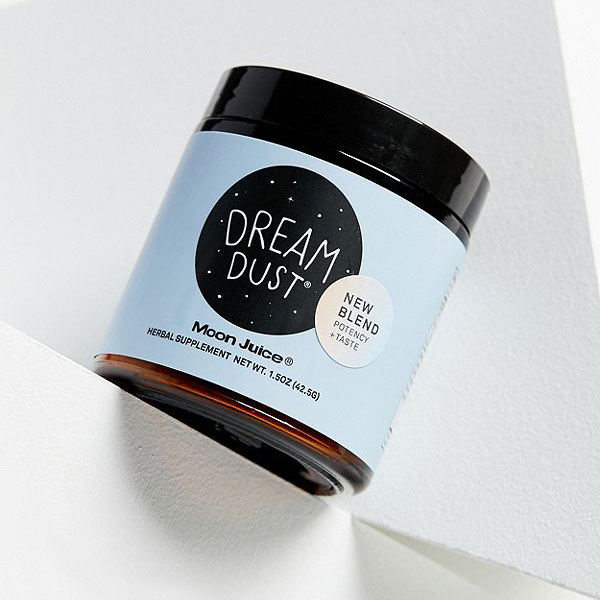 DREAM
DUST®
NEW
BLEND
POTENCY
+TASTE
Moon Juice®
HERBAL SUPPLEMENT NET WT. 1.5OZ (42.5G)